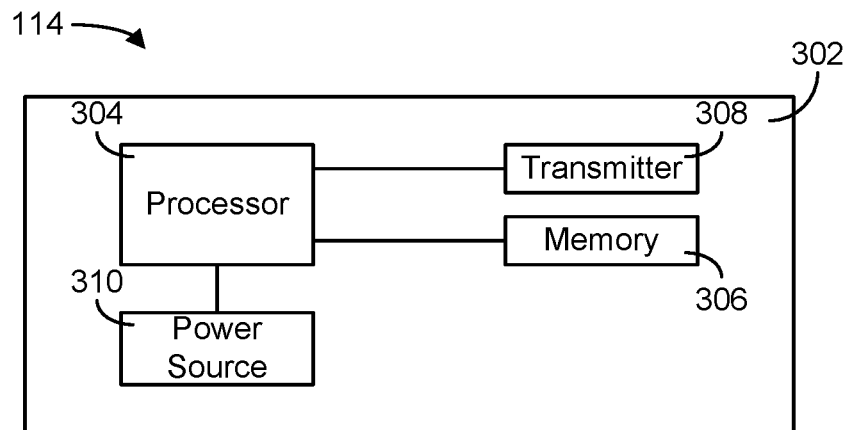 114
302
304
308
Processor
Transmitter
Memory
306
310
Power
Source